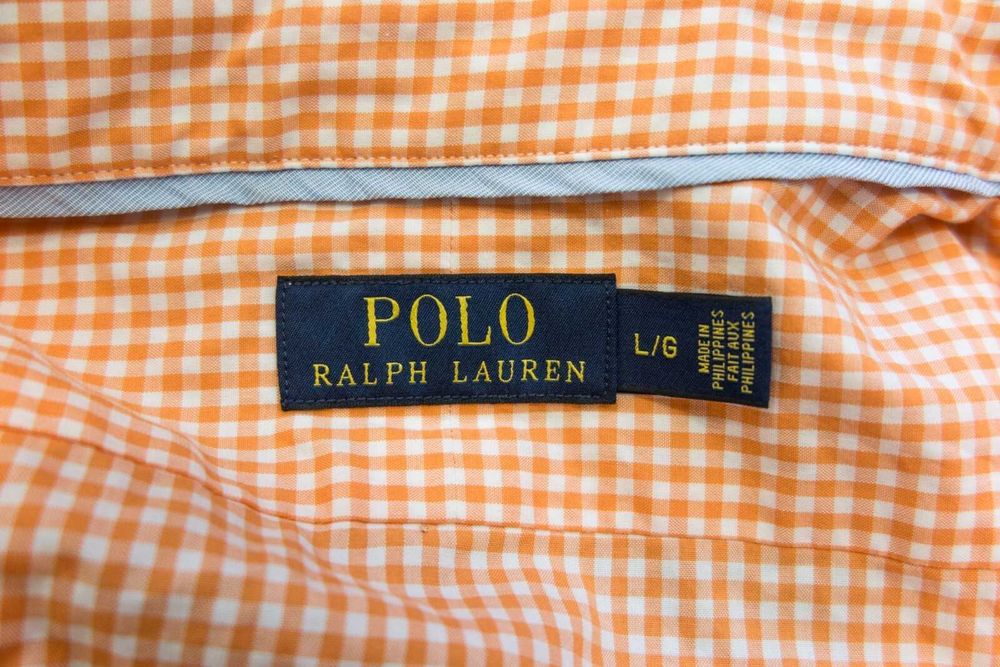 POLO
RALPH LAUREN
L/G
MADE IN
PHILIPPINES
FAIT AUX
PHILIPPINES